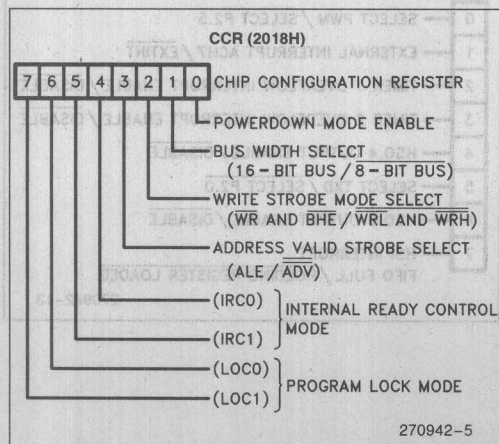 CCR (2018H)
7 6 5 4 3 2 1 0 CHIP CONFIGURATION REGISTER
POWERDOWN MODE ENABLE
BUS WIDTH SELECT
(16 – BIT BUS / 8 – BIT BUS)
WRITE STROBE MODE SELECT
(WR AND BHE / WRL AND WRH)
ADDRESS VALID STROBE SELECT
(ALE / ADV)
(IRC0)
INTERNAL READY CONTROL
MODE
(IRC1)
(LOC0)
PROGRAM LOCK MODE
(LOC1)
270942–5